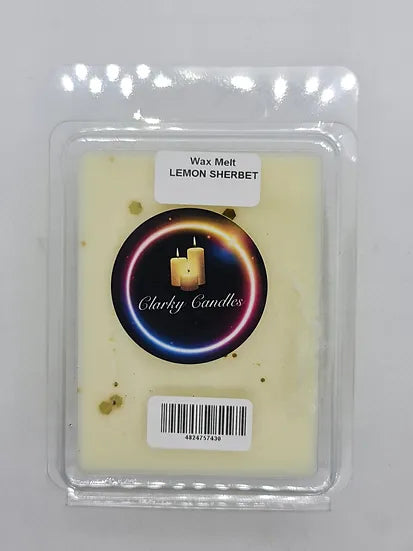 Wax Melt
LEMON SHERBET
Clarky Candles
4824757430